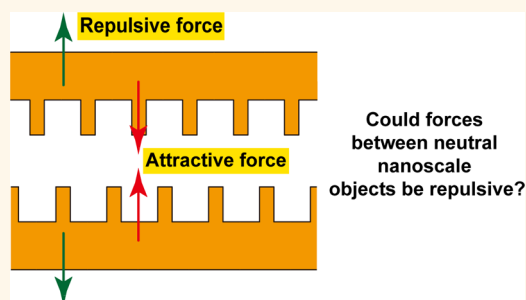 Repulsive force
Attractive force
Could forces
between neutral
nanoscale
objects be repulsive?